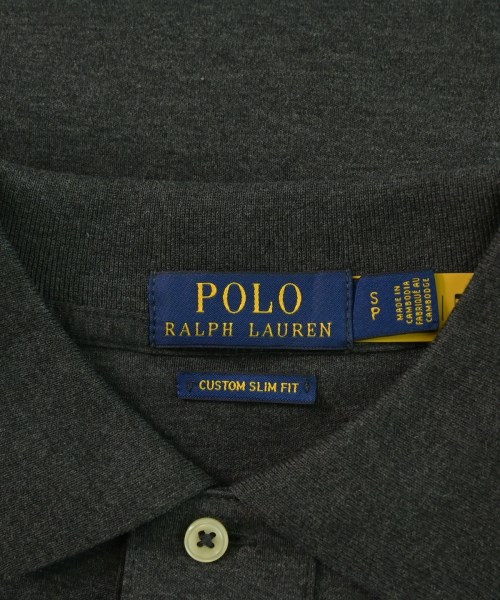 POLO
RALPH LAUREN
S
P
MADE IN
CAMBODIA
FABRIQUÉ AU
CAMBODGE
CUSTOM SLIM FIT